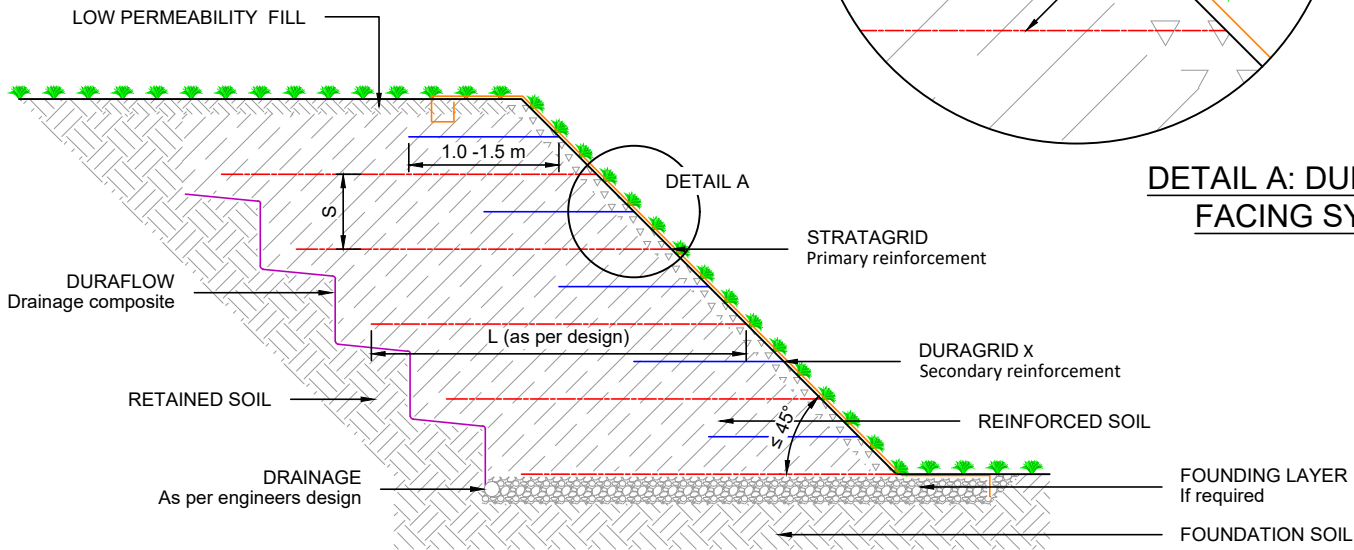 LOW PERMEABILITY FILL
1.0 -1.5 m
DETAIL A
S
DETAIL A: DU
FACING SY
STRATAGRID
Primary reinforcement
DURAFLOW
Drainage composite
L (as per design)
DURAGRID X
Secondary reinforcement
RETAINED SOIL
≤ 45°
REINFORCED SOIL
DRAINAGE
As per engineers design
FOUNDING LAYER
If required
FOUNDATION SOIL